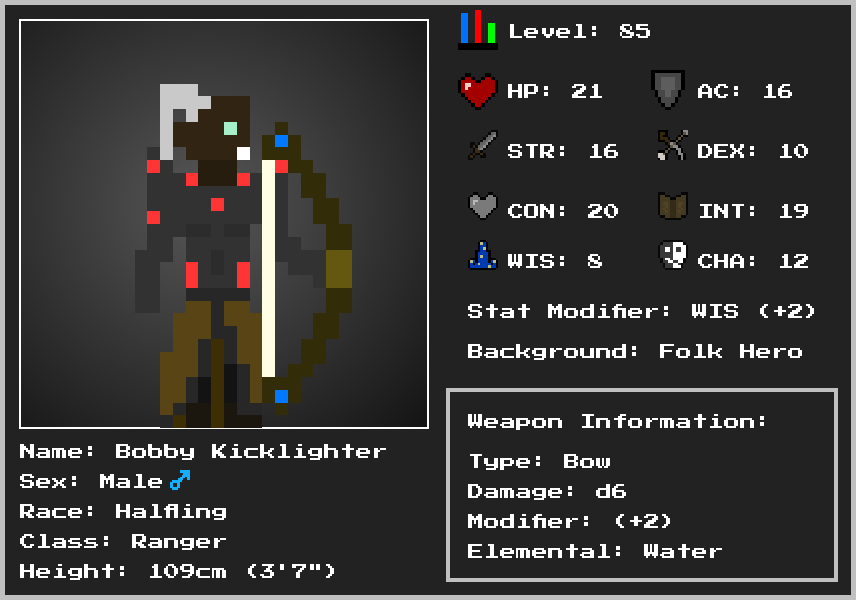 Level: 85
HP: 21
AC: 16
STR: 16
DEX: 10
CON: 20
INT: 19
WIS: 8
CHA: 12
Stat Modifier: WIS (+2)
Background: Folk Hero
Weapon Information:
Type: Bow
Damage: d6
Modifier: (+2)
Elemental: Water
Name: Bobby Kicklighter
Sex: Male♂
Race: Halfling
Class: Ranger
Height: 109cm (3'7")